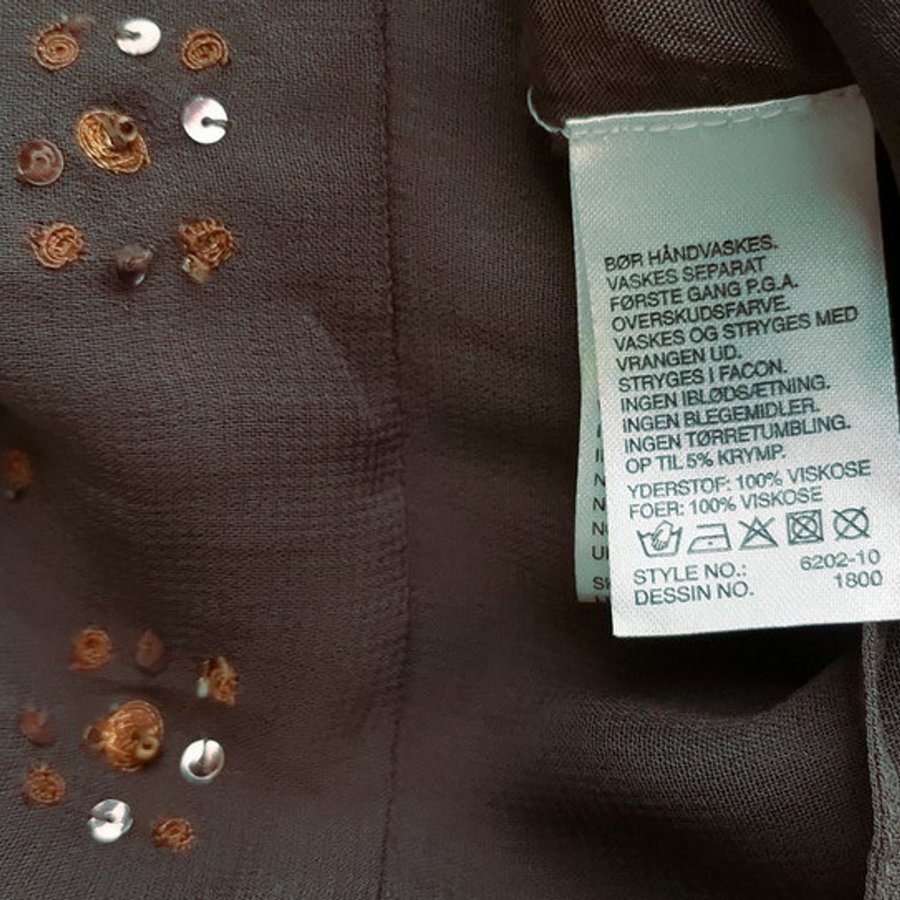 BØR HÅNDVASKES.
VASKES SEPARAT
FØRSTE GANG P.G.A.
OVERSKUDSFARVE.
VASKES OG STRYGES MED
VRANGEN UD.
STRYGES I FACON.
INGEN IBLØDSÆTNING.
INGEN BLEGEMIDLER.
INGEN TØRRETUMBLING.
OP TIL 5% KRYMP.
YDERSTOF: 100% VISKOSE
FOER: 100% VISKOSE
STYLE NO.: 6202-10
DESSIN NO. 1800